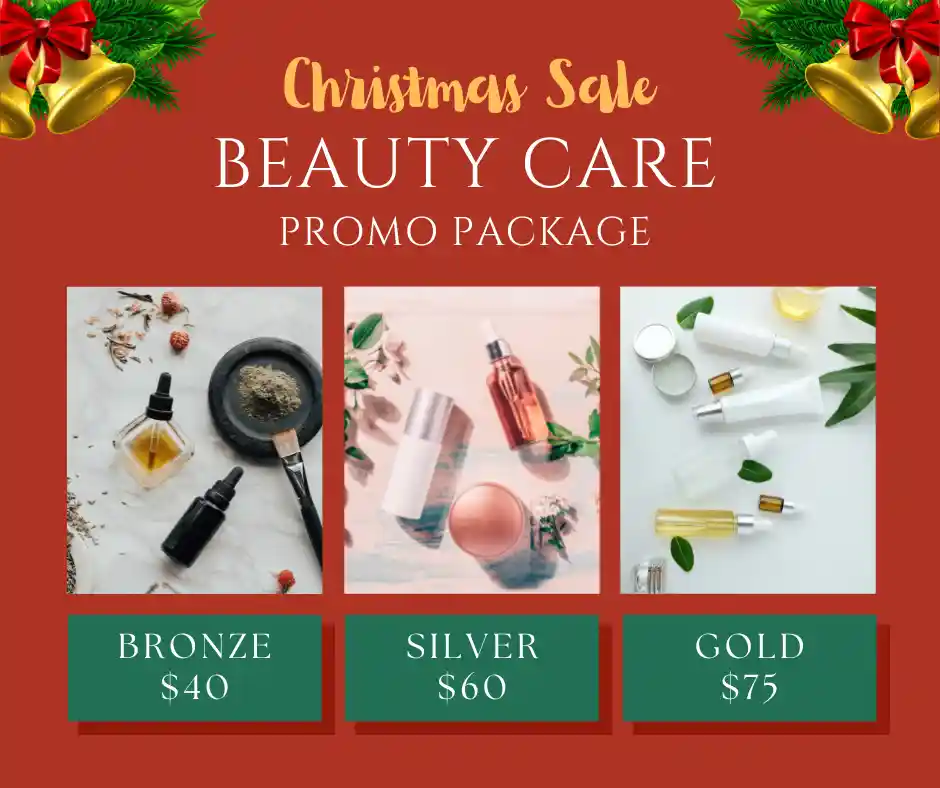 Christmas Sale
BEAUTY CARE
PROMO PACKAGE
BRONZE
$40
SILVER
$60
GOLD
$75